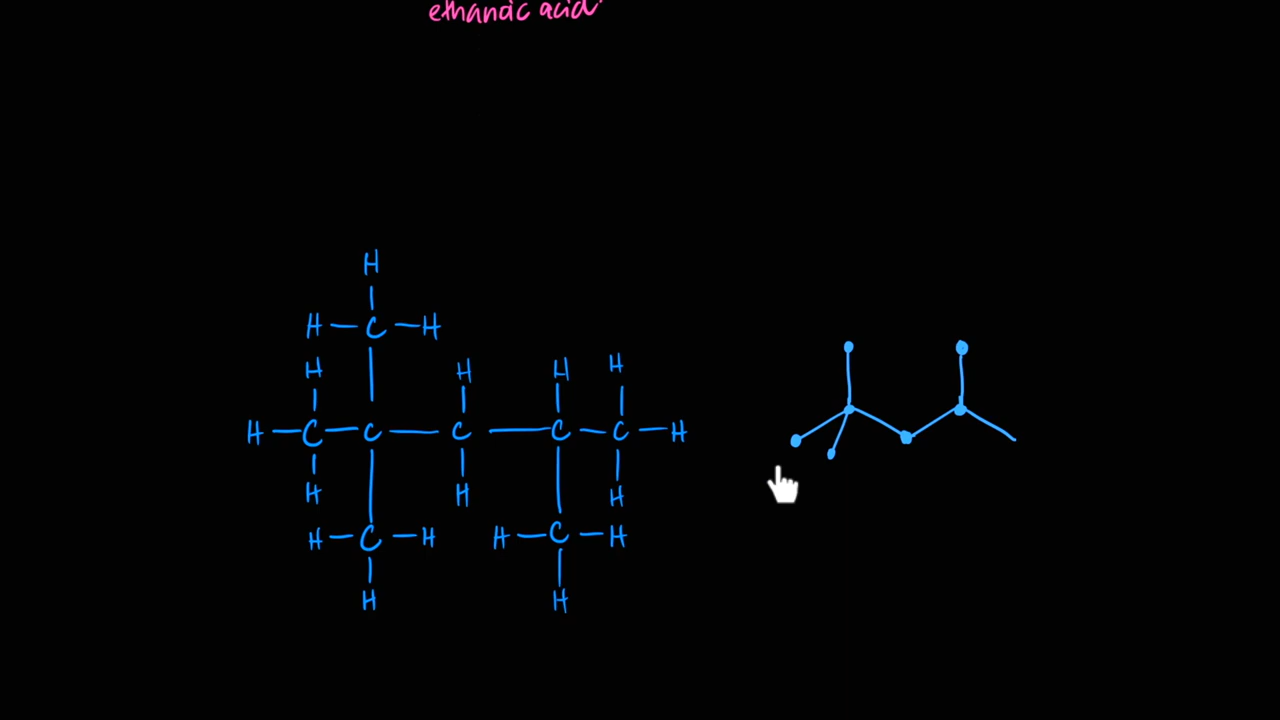 ethanoic acid
H
H—C—H
H H H H
H—C—C—C—C—C—H
H H H
H—C—H H—C—H
H H